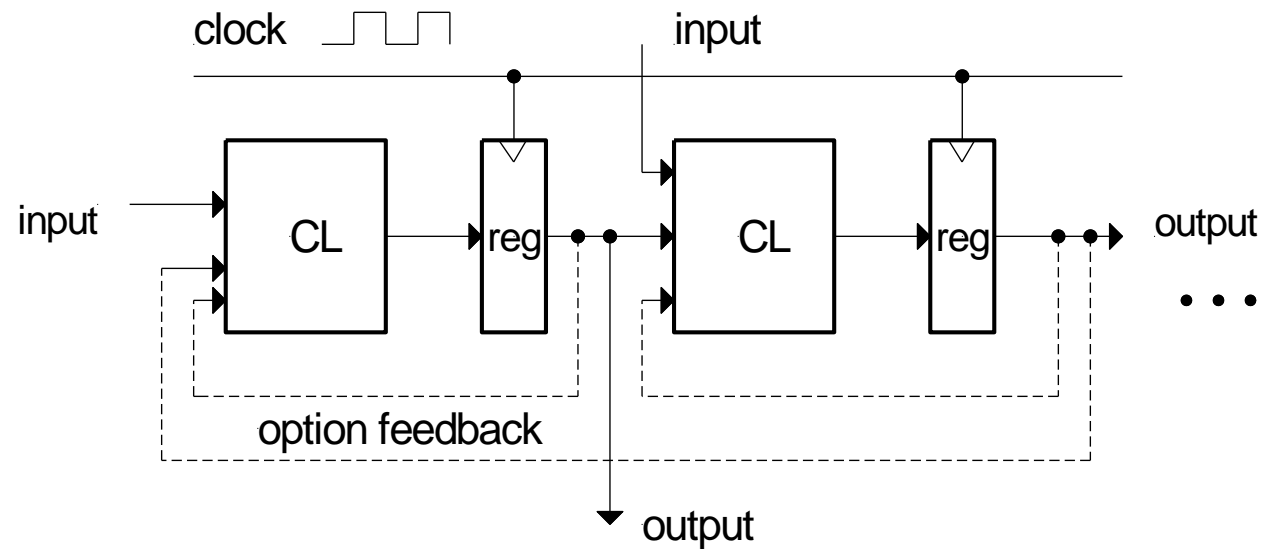 clock
input
input
CL
reg
CL
reg
output
option feedback
output